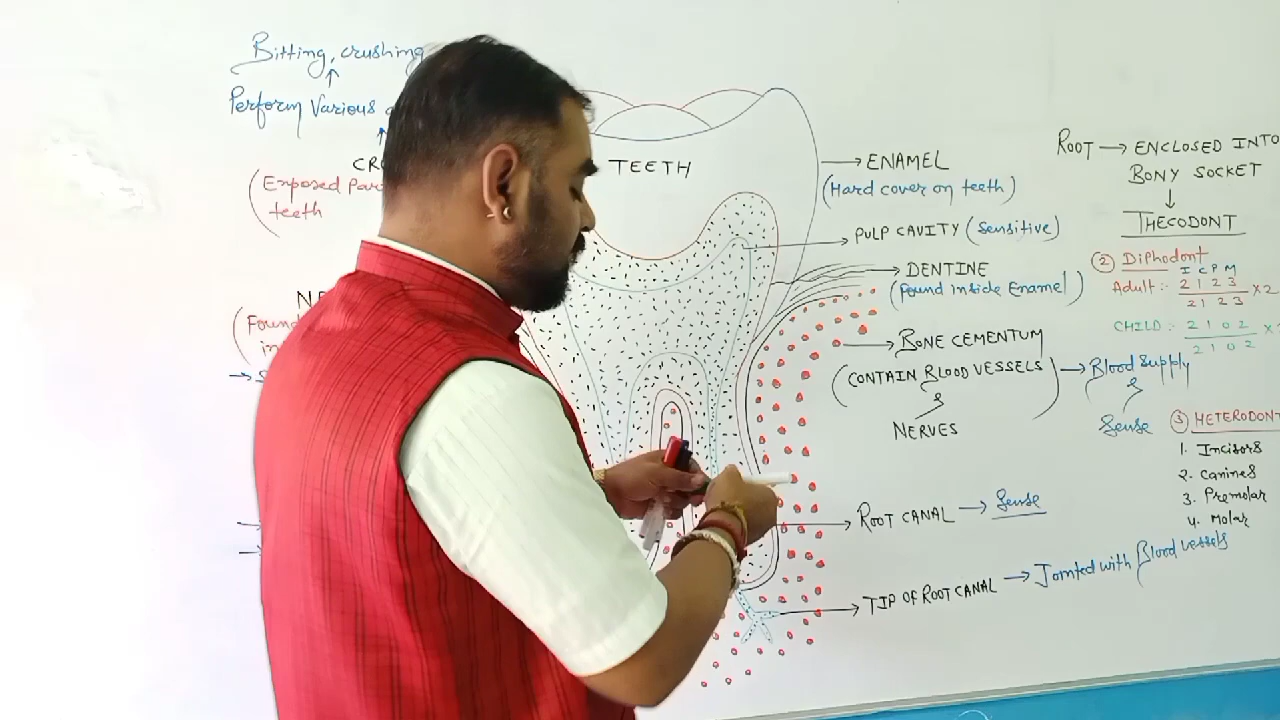 Bitting, crushing
Perform Various
CR
(Exposed Par
teeth
NE
(Found
in
TEETH
ENAMEL
(Hard cover on teeth)
PULP CAVITY (Sensitive)
DENTINE
(Found Inside Enamel)
BONE CEMENTUM
(CONTAIN BLOOD VESSELS) → Blood Supply
&
&
NERVES
Sense
ROOT CANAL → Sense
TIP OF ROOT CANAL → Jointed with Blood vessels
ROOT → ENCLOSED INTO
BONY SOCKET
↓
THECODONT
② Diphodont
I C P M
Adult :- 2 1 2 3 × 2
2 1 2 3
CHILD :- 2 1 0 2 ×
2 1 0 2
③ HETERODONT
1. Incisors
2. Canines
3. Premolar
4. Molar